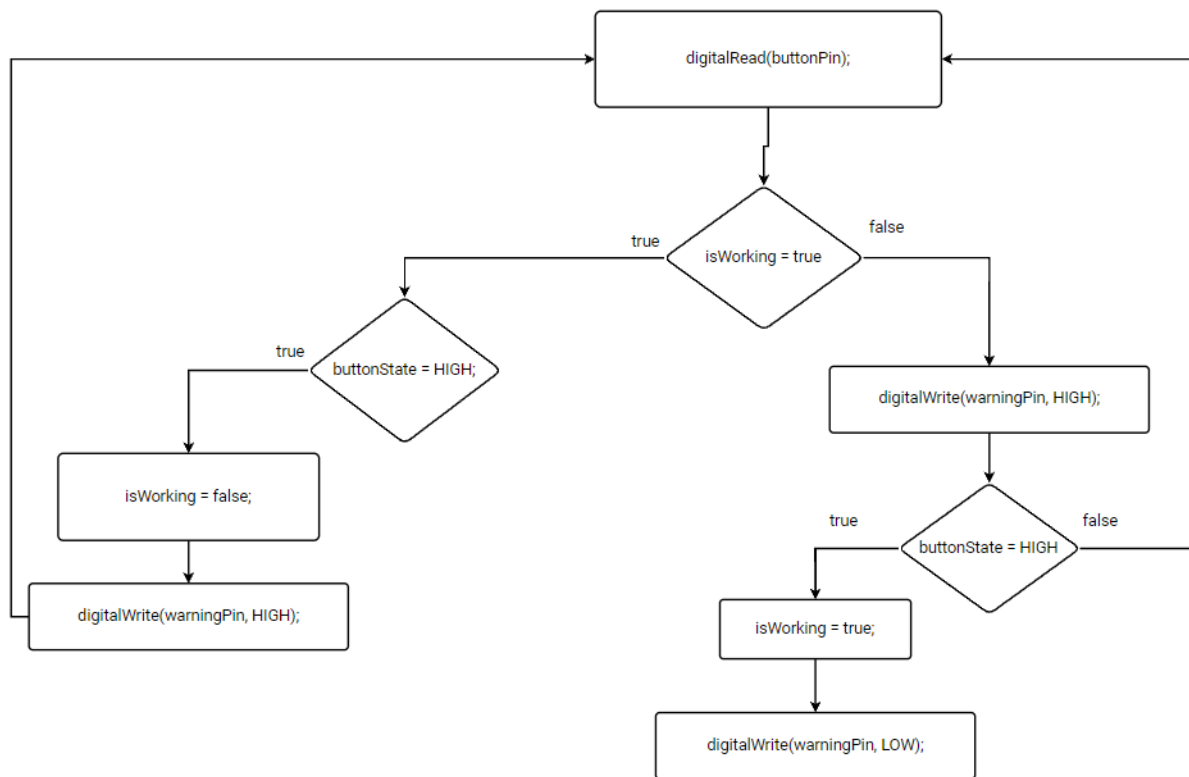 digitalRead(buttonPin);
false
true
isWorking = true
true
buttonState = HIGH;
digitalWrite(warningPin, HIGH);
isWorking = false;
true
false
buttonState = HIGH
digitalWrite(warningPin, HIGH);
isWorking = true;
digitalWrite(warningPin, LOW);